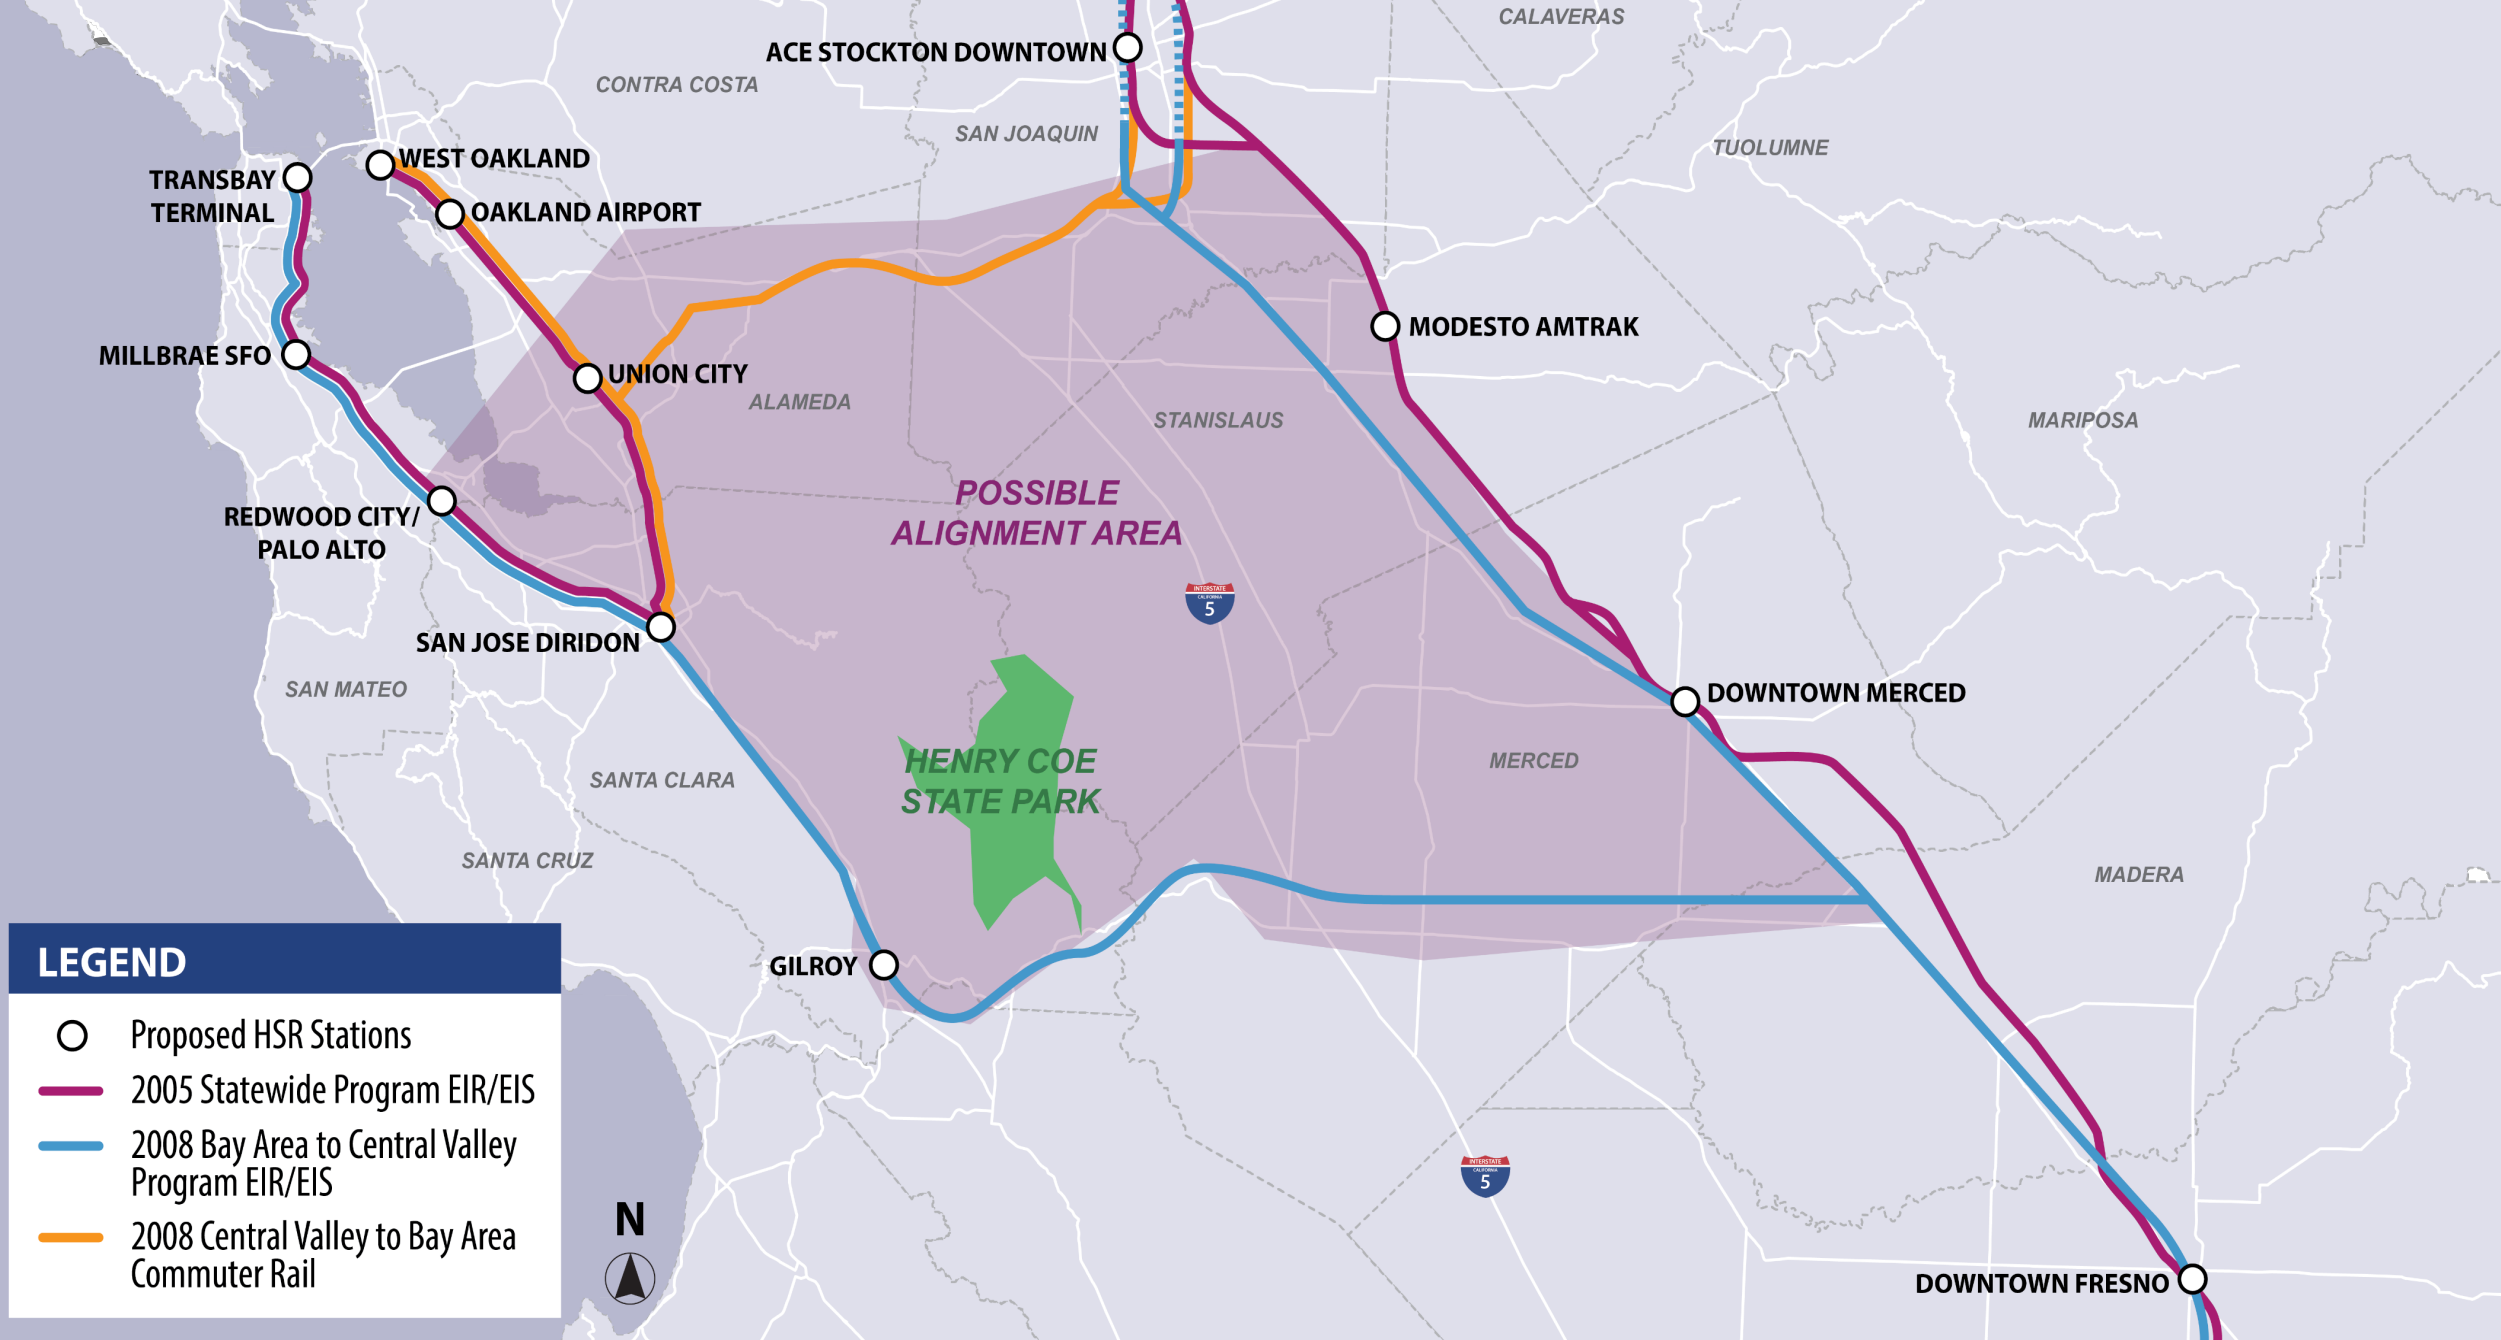 CALAVERAS
ACE STOCKTON DOWNTOWN
CONTRA COSTA
SAN JOAQUIN
TUOLUMNE
WEST OAKLAND
TRANSBAY
TERMINAL
OAKLAND AIRPORT
MODESTO AMTRAK
MILLBRAE SFO
UNION CITY
ALAMEDA
STANISLAUS
MARIPOSA
POSSIBLE
ALIGNMENT AREA
REDWOOD CITY/
PALO ALTO
INTERSTATE
CALIFORNIA
5
SAN JOSE DIRIDON
SAN MATEO
DOWNTOWN MERCED
HENRY COE
STATE PARK
MERCED
SANTA CLARA
SANTA CRUZ
MADERA
GILROY
LEGEND
Proposed HSR Stations
2005 Statewide Program EIR/EIS
2008 Bay Area to Central Valley
Program EIR/EIS
2008 Central Valley to Bay Area
Commuter Rail
N
INTERSTATE
CALIFORNIA
5
DOWNTOWN FRESNO